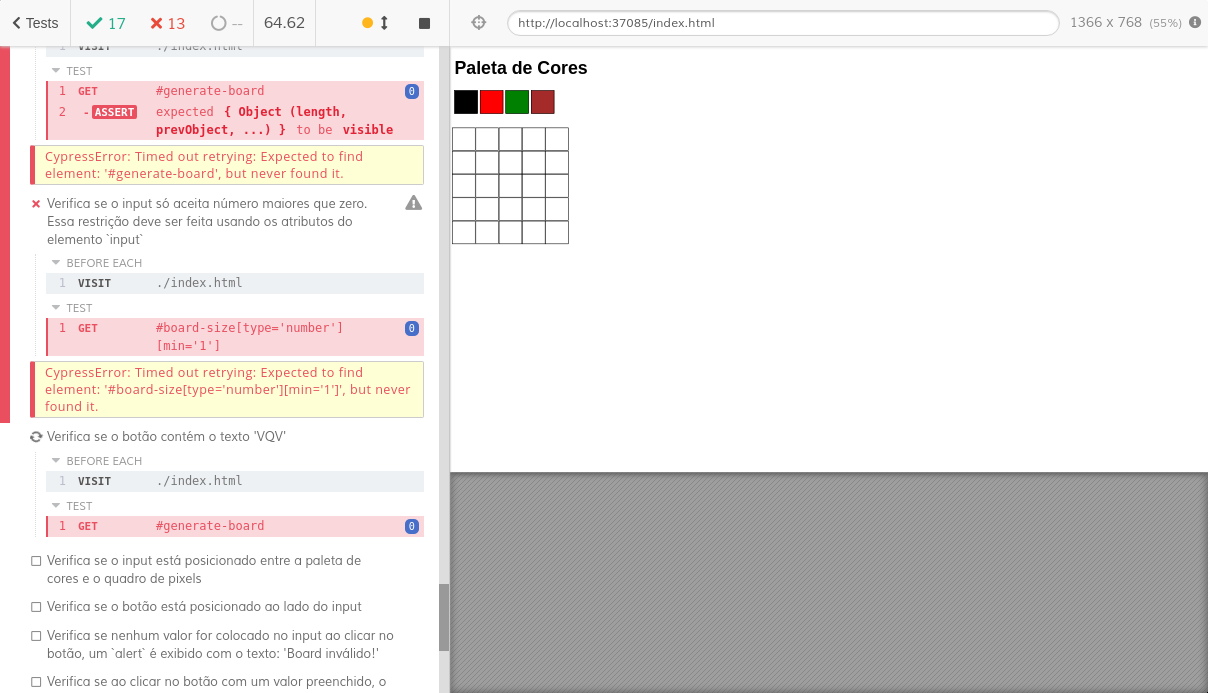 Tests
17
13
--
64.62
http://localhost:37085/index.html
1366 x 768 (55%)
1 VISIT ./index.html
TEST
1 GET #generate-board 0
2 - ASSERT expected { Object (length,
prevObject, ...) } to be visible
CypressError: Timed out retrying: Expected to find
element: '#generate-board', but never found it.
Verifica se o input só aceita número maiores que zero.
Essa restrição deve ser feita usando os atributos do
elemento `input`
BEFORE EACH
1 VISIT ./index.html
TEST
1 GET #board-size[type='number'] 0
[min='1']
CypressError: Timed out retrying: Expected to find
element: '#board-size[type='number'][min='1']', but never
found it.
Verifica se o botão contém o texto 'VQV'
BEFORE EACH
1 VISIT ./index.html
TEST
1 GET #generate-board 0
Verifica se o input está posicionado entre a paleta de
cores e o quadro de pixels
Verifica se o botão está posicionado ao lado do input
Verifica se nenhum valor for colocado no input ao clicar no
botão, um `alert` é exibido com o texto: 'Board inválido!'
Verifica se ao clicar no botão com um valor preenchido, o
Paleta de Cores